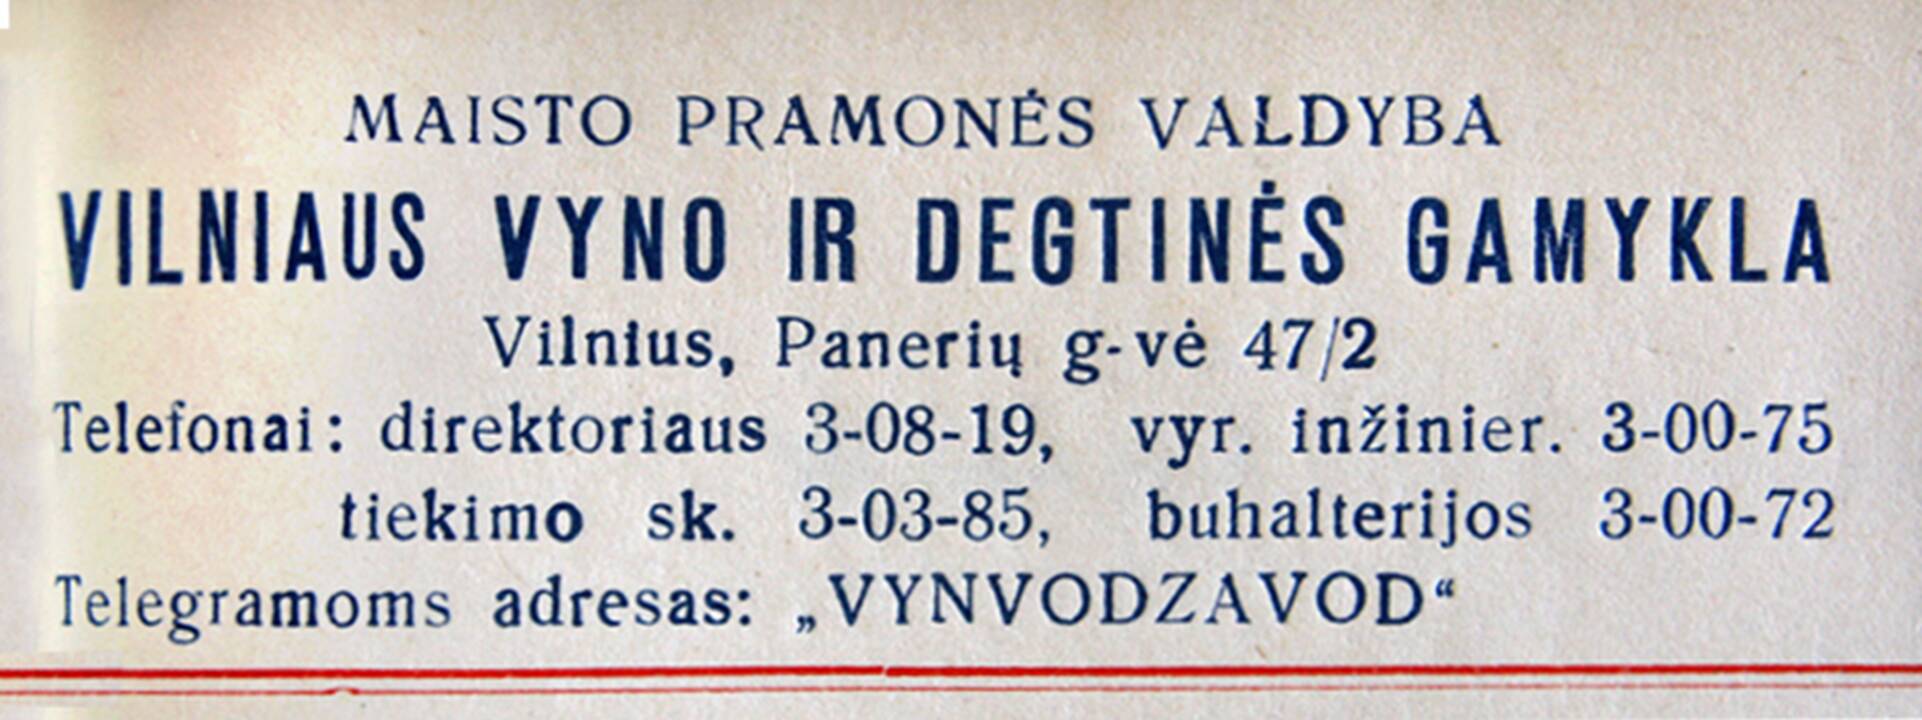 MAISTO PRAMONĖS VALDYBA
VILNIAUS VYNO IR DEGTINĖS GAMYKLA
Vilnius, Panerių g-vė 47/2
Telefonai: direktoriaus 3-08-19, vyr. inžinier. 3-00-75
tiekimo sk. 3-03-85, buhalterijos 3-00-72
Telegramoms adresas: „VYNVODZAVOD“